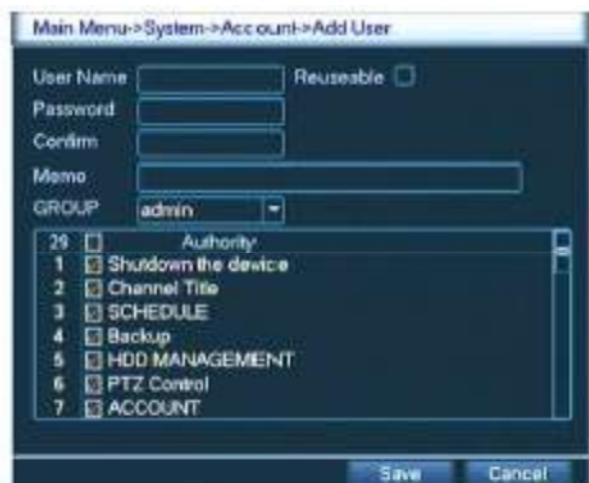 Main Menu->System->Account->Add User
User Name Reuseable
Password
Confirm
Memo
GROUP admin
29 Authority
1 Shutdown the device
2 Channel Title
3 SCHEDULE
4 Backup
5 HDD MANAGEMENT
6 PTZ Control
7 ACCOUNT
Save Cancel